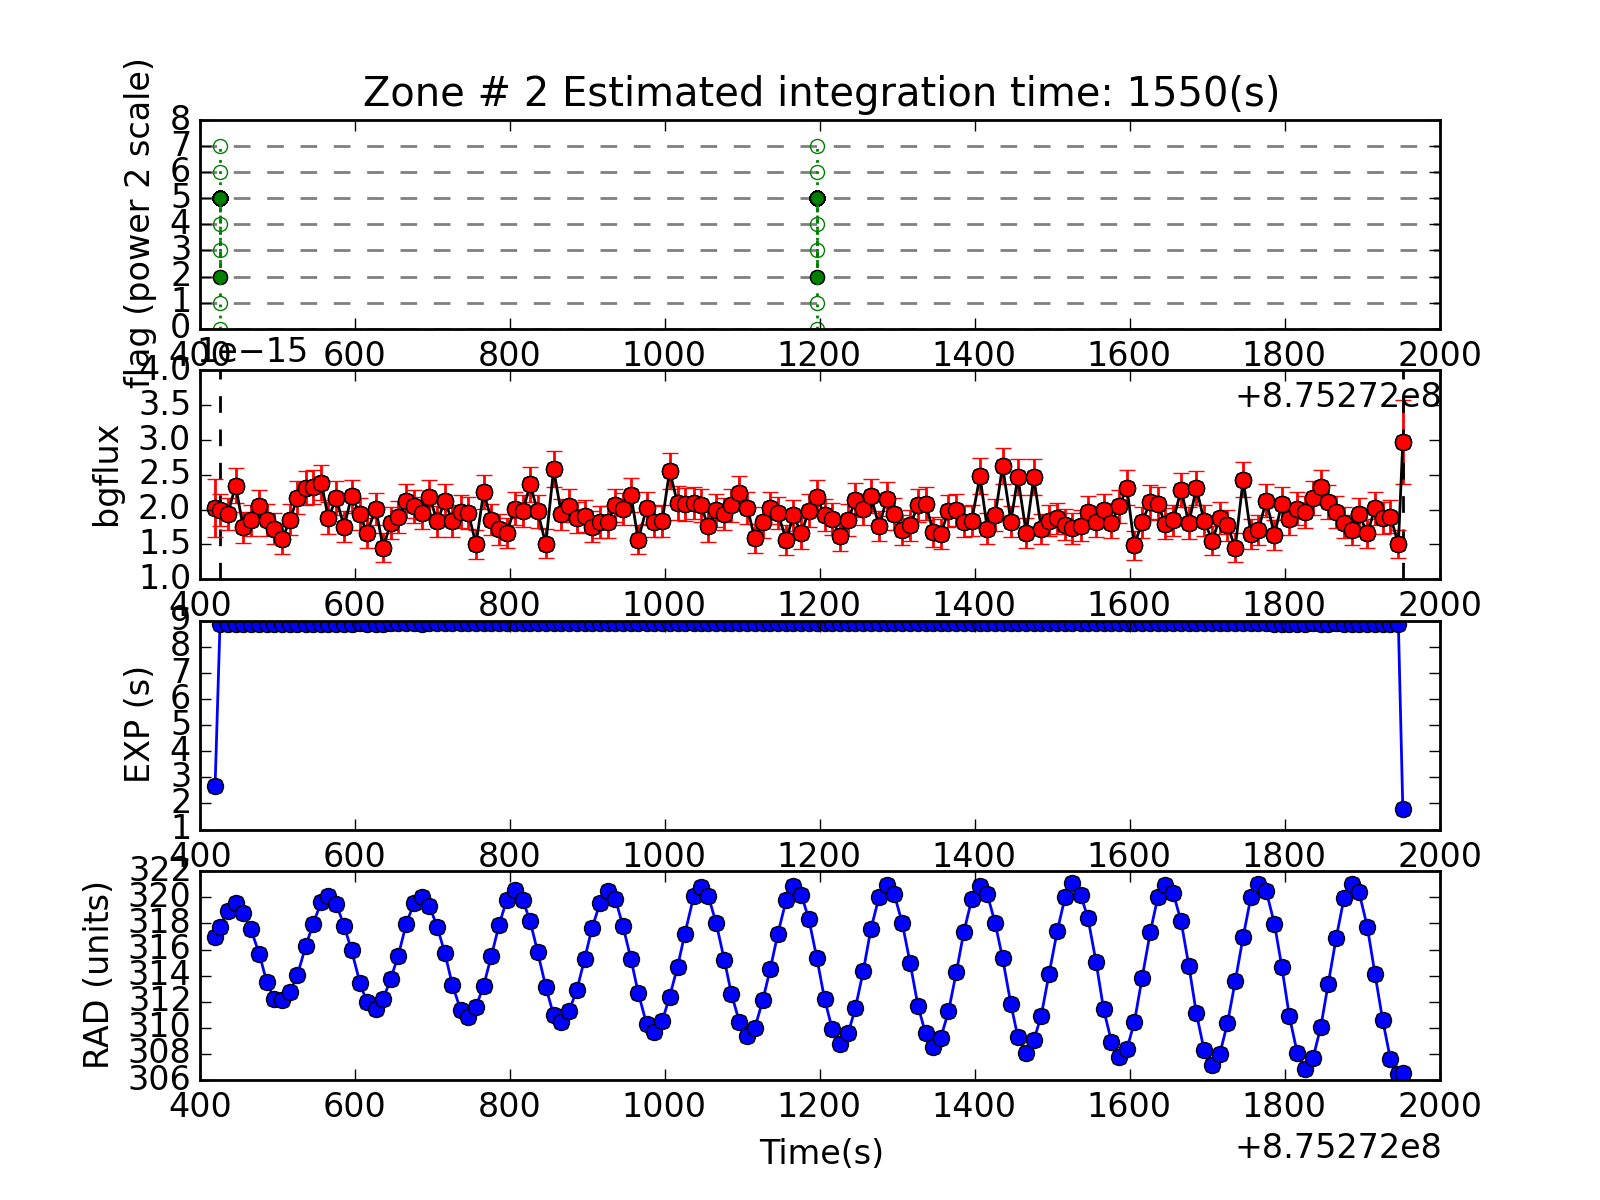 Zone # 2 Estimated integration time: 1550(s)
flag (power 2 scale)
8
7
6
5
4
3
2
1
0
400 600 800 1000 1200 1400 1600 1800 2000
1e−15
+8.75272e8
bgflux
4.0
3.5
3.0
2.5
2.0
1.5
1.0
400 600 800 1000 1200 1400 1600 1800 2000
EXP (s)
9
8
7
6
5
4
3
2
1
400 600 800 1000 1200 1400 1600 1800 2000
RAD (units)
322
320
318
316
314
312
310
308
306
400 600 800 1000 1200 1400 1600 1800 2000
Time(s)
+8.75272e8